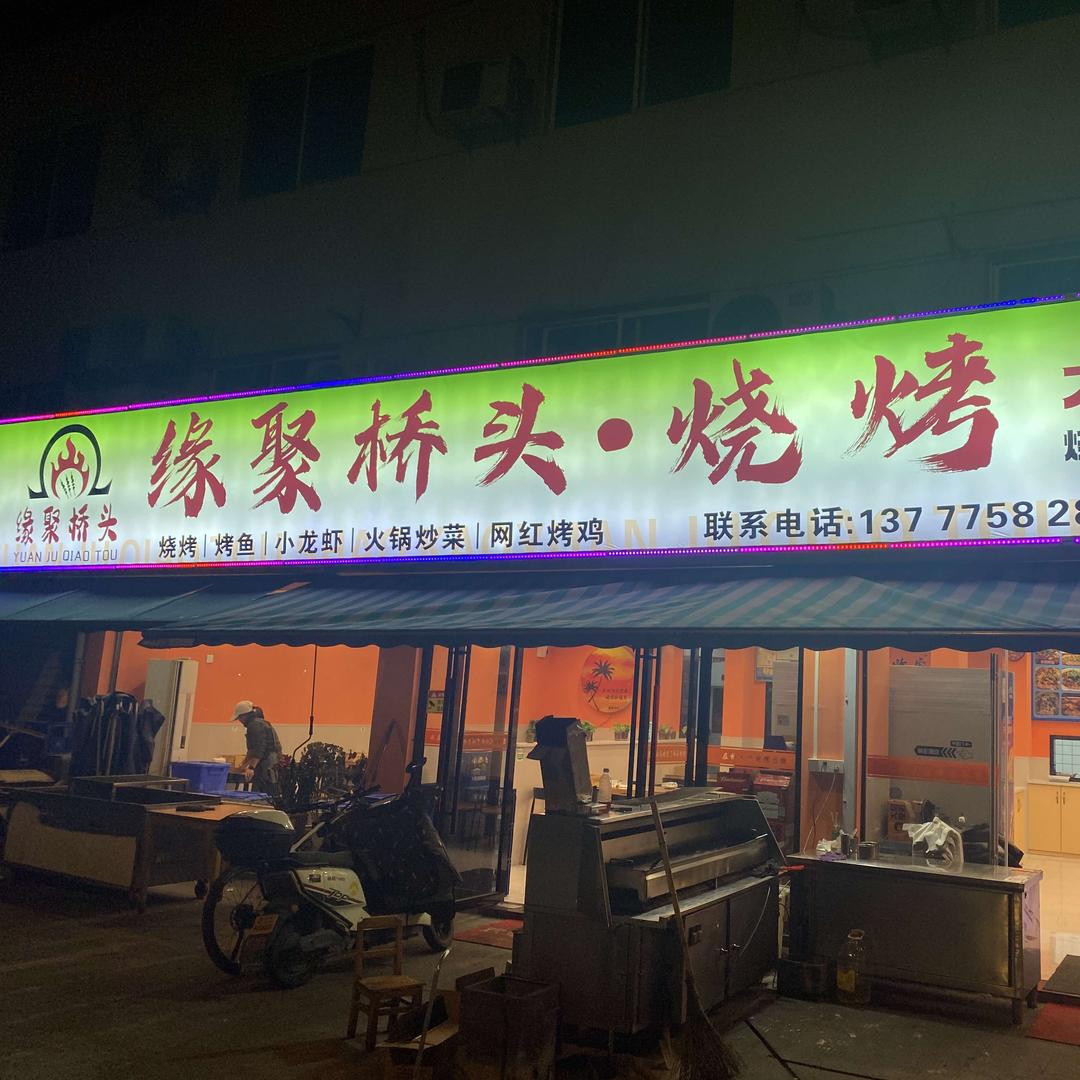 缘聚桥头·烧烤
缘聚桥头
YUAN JU QIAO TOU
烧烤|烤鱼|小龙虾|火锅炒菜|网红烤鸡
联系电话:137 7758 28